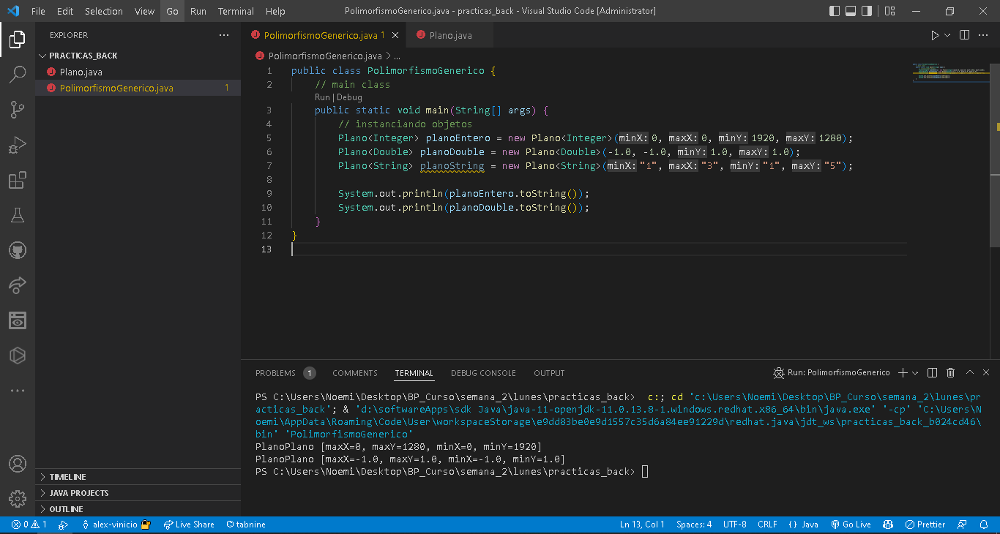 File Edit Selection View Go Run Terminal Help
PolimorfismoGenerico.java - practicas_back - Visual Studio Code [Administrator]
EXPLORER
PRACTICAS_BACK
Plano.java
PolimorfismoGenerico.java 1
TIMELINE
JAVA PROJECTS
OUTLINE
PolimorfismoGenerico.java 1 Plano.java
PolimorfismoGenerico.java > ...
1 public class PolimorfismoGenerico {
2 // main class
Run | Debug
3 public static void main(String[] args) {
4 // instanciando objetos
5 Plano<Integer> planoEntero = new Plano<Integer>(minX: 0, maxX: 0, minY: 1920, maxY: 1280);
6 Plano<Double> planoDouble = new Plano<Double>(-1.0, -1.0, minY: 1.0, maxY: 1.0);
7 Plano<String> planoString = new Plano<String>(minX: "1", maxX: "3", minY: "1", maxY: "5");
8
9 System.out.println(planoEntero.toString());
10 System.out.println(planoDouble.toString());
11 }
12 }
13
PROBLEMS 1 COMMENTS TERMINAL DEBUG CONSOLE OUTPUT
Run: PolimorfismoGenerico
PS C:\Users\Noemi\Desktop\BP_Curso\semana_2\lunes\practicas_back> c:; cd 'c:\Users\Noemi\Desktop\BP_Curso\semana_2\lunes\pr
acticas_back'; & 'd:\softwareApps\sdk Java\java-11-openjdk-11.0.13.8-1.windows.redhat.x86_64\bin\java.exe' '-cp' 'C:\Users\N
oemi\AppData\Roaming\Code\User\workspaceStorage\e9dd83be0e9d1557c35d6a84ee91229d\redhat.java\jdt_ws\practicas_back_b024cd46\
bin' 'PolimorfismoGenerico'
PlanoPlano [maxX=0, maxY=1280, minX=0, minY=1920]
PlanoPlano [maxX=-1.0, maxY=1.0, minX=-1.0, minY=1.0]
PS C:\Users\Noemi\Desktop\BP_Curso\semana_2\lunes\practicas_back>
0 1 alex-vinicio Live Share tabnine Ln 13, Col 1 Spaces: 4 UTF-8 CRLF {} Java Go Live Prettier